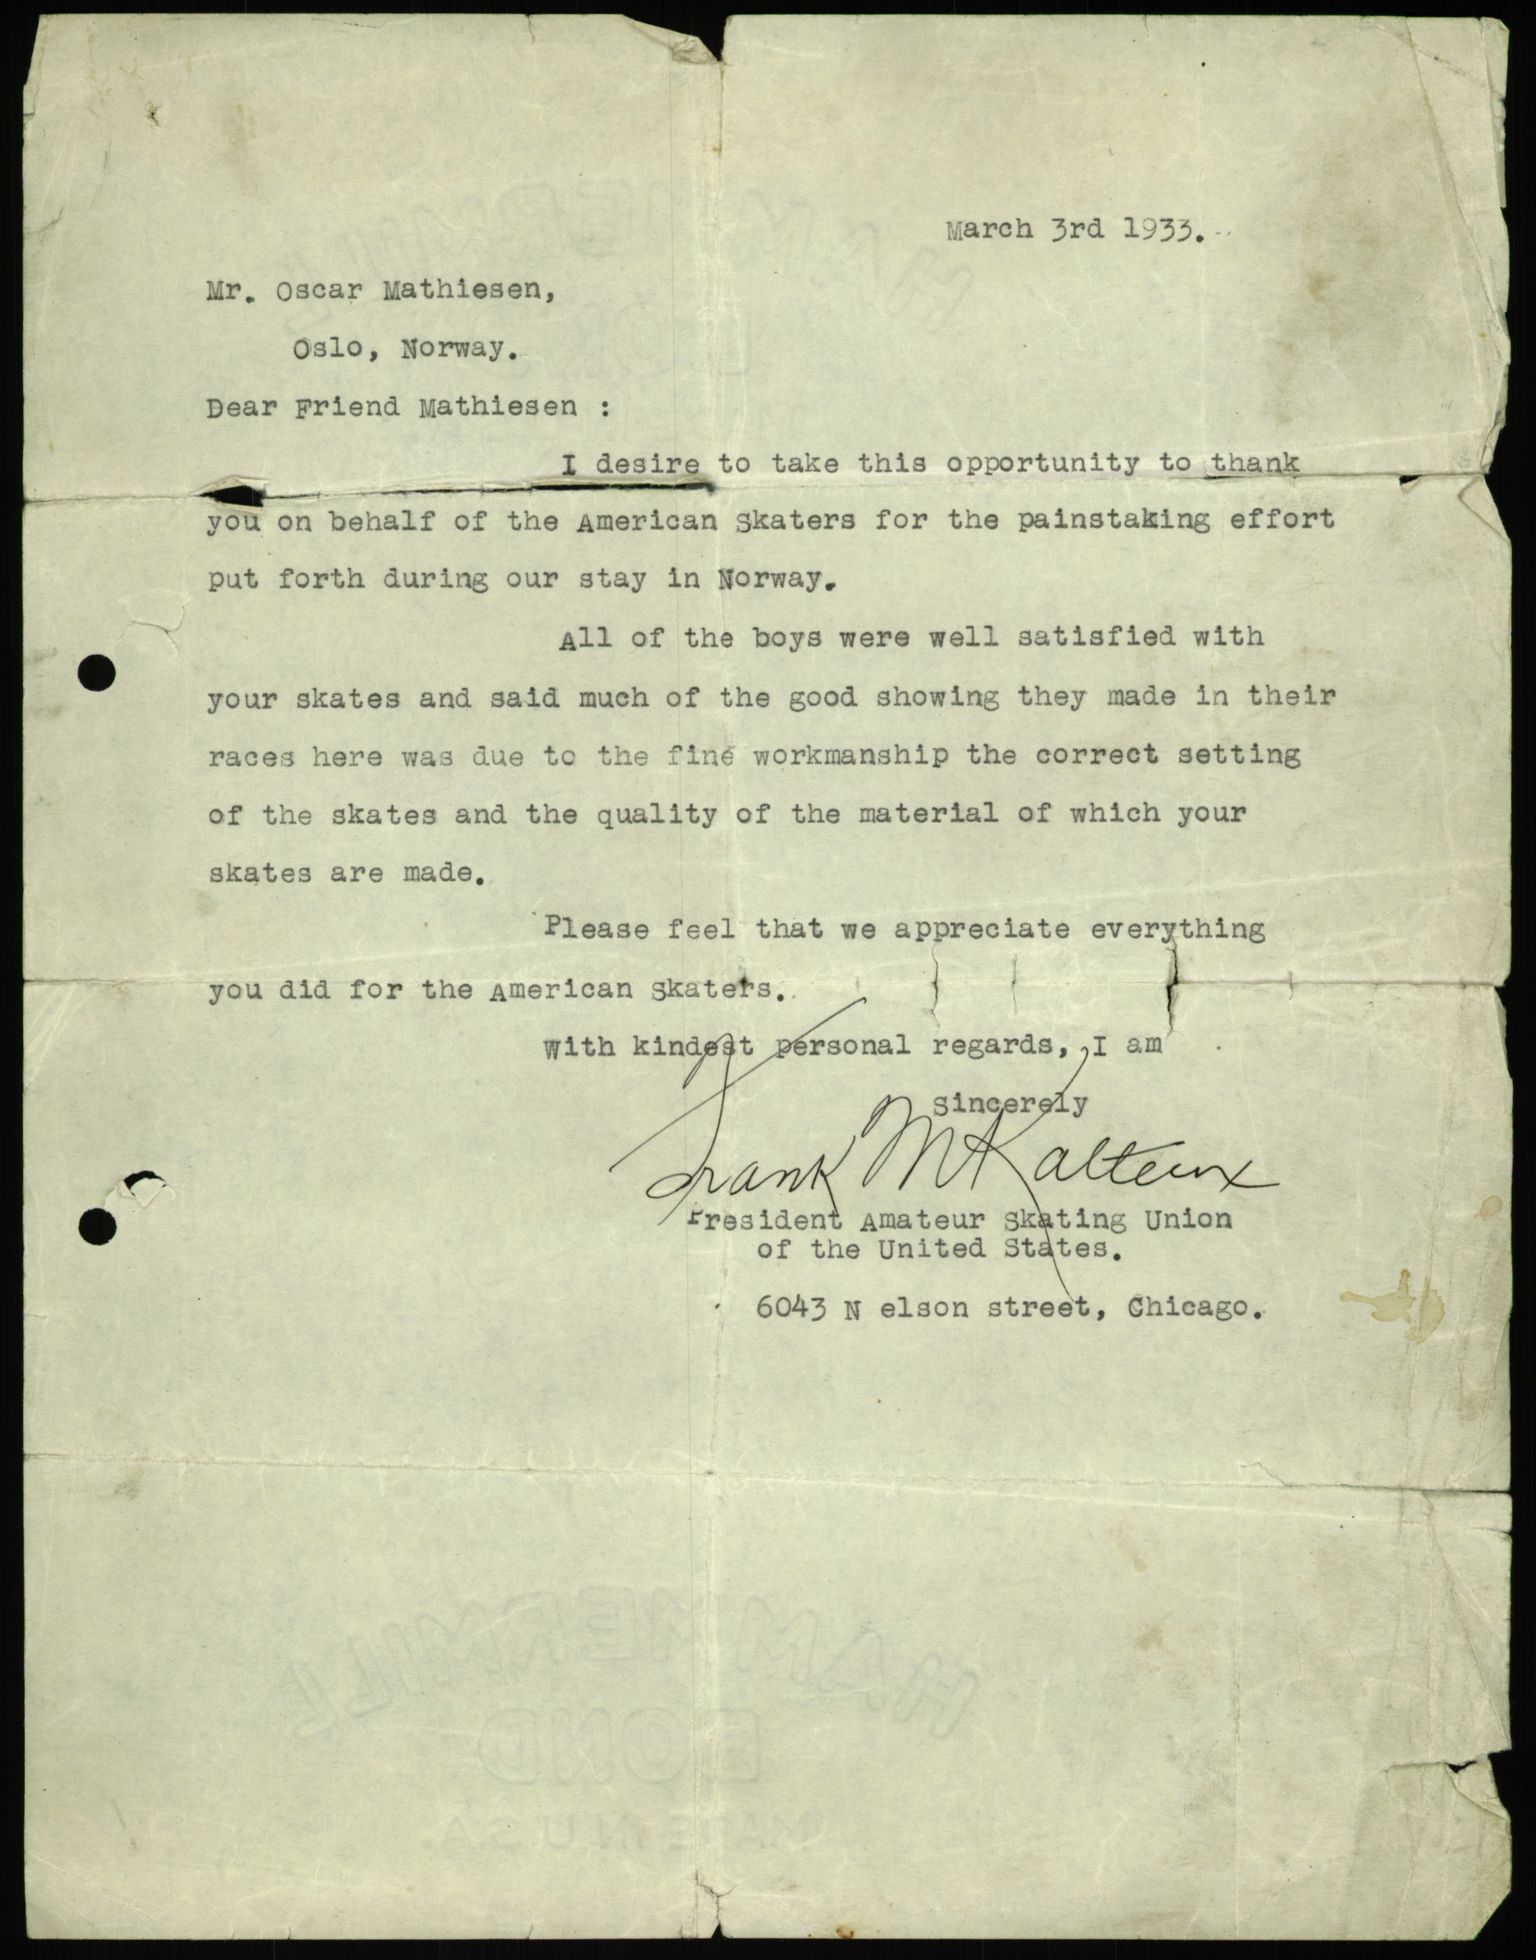 March 3rd 1933.
Mr. Oscar Mathiesen,
Oslo, Norway.
Dear Friend Mathiesen :
I desire to take this opportunity to thank
you on behalf of the American Skaters for the painstaking effort
put forth during our stay in Norway.
All of the boys were well satisfied with
your skates and said much of the good showing they made in their
races here was due to the fine workmanship the correct setting
of the skates and the quality of the material of which your
skates are made.
Please feel that we appreciate everything
you did for the American Skaters.
With kindest personal regards, I am
Sincerely
Frank M Kalteux
President Amateur Skating Union
of the United States.
6043 N elson street, Chicago.
HAMMERMILL
BOND
MADE IN U.S.A.